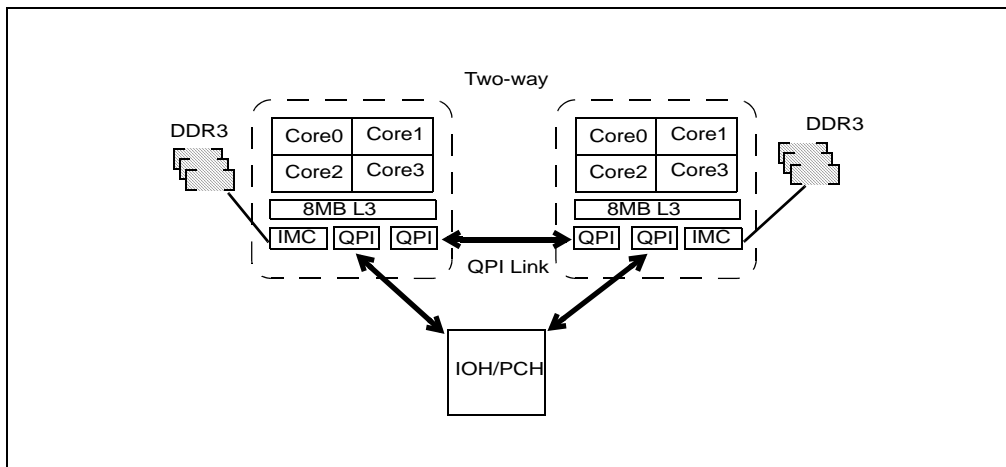 Two-way
DDR3
DDR3
Core0 Core1
Core0 Core1
Core2 Core3
Core2 Core3
8MB L3
8MB L3
IMC QPI QPI
QPI QPI IMC
QPI Link
IOH/PCH